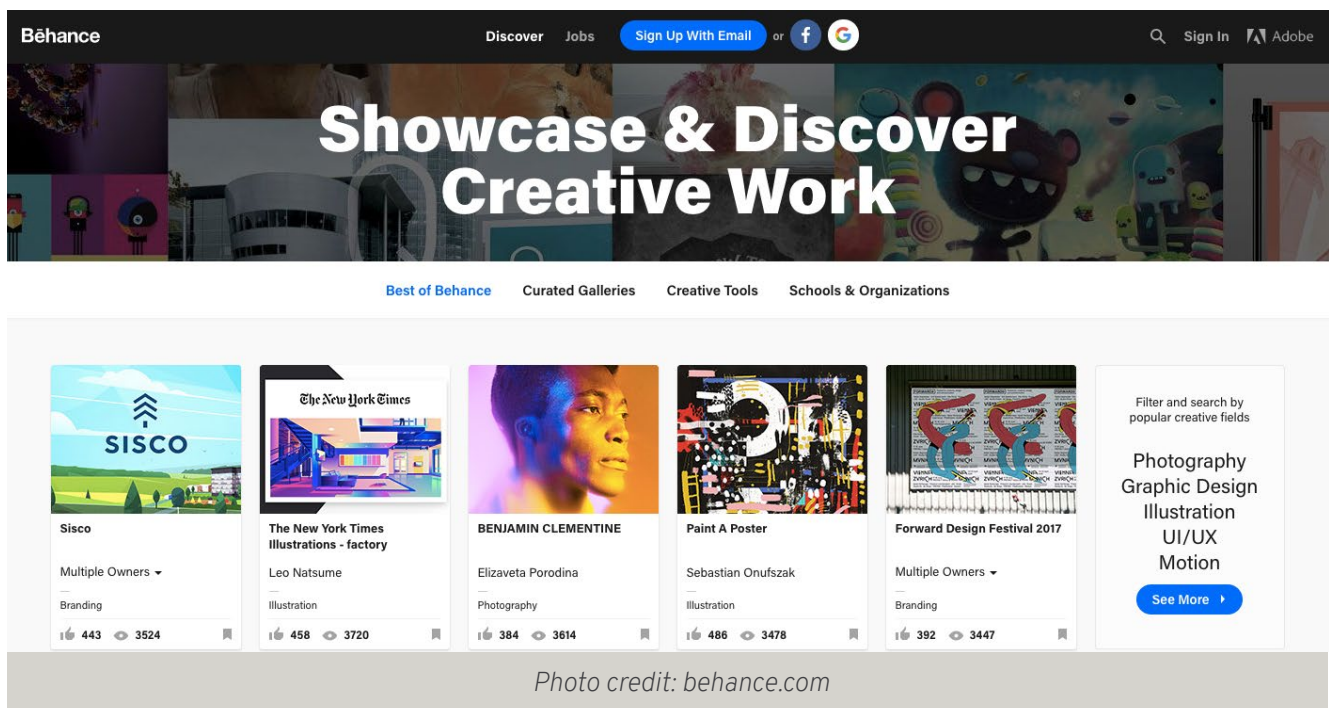 Bēhance
Discover Jobs Sign Up With Email or f G Sign In Adobe
Showcase & Discover
Creative Work
Best of Behance Curated Galleries Creative Tools Schools & Organizations
SISCO
The New York Times
Sisco
Multiple Owners
Branding
443 3524
The New York Times
Illustrations - factory
Leo Natsume
Illustration
458 3720
BENJAMIN CLEMENTINE
Elizaveta Porodina
Photography
384 3614
Paint A Poster
Sebastian Onufszak
Illustration
486 3478
Forward Design Festival 2017
Multiple Owners
Branding
392 3447
Filter and search by
popular creative fields
Photography
Graphic Design
Illustration
UI/UX
Motion
See More
Photo credit: behance.com